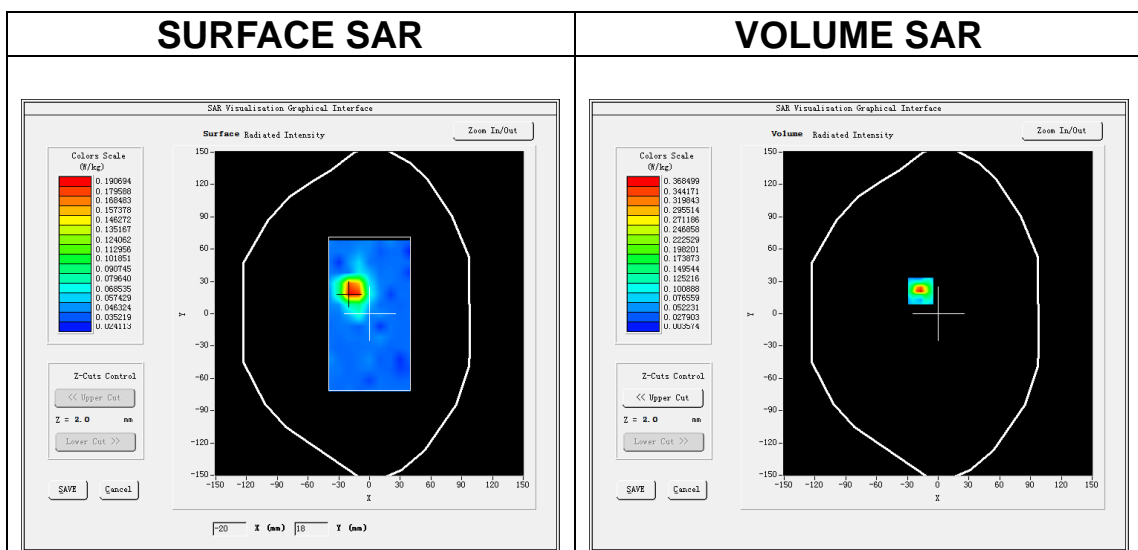 SURFACE SAR
VOLUME SAR
SAR Visualisation Graphical Interface
Surface Radiated Intensity
Zoom In/Out
Colors Scale
(W/kg)
0.190694
0.179588
0.168483
0.157378
0.146272
0.135167
0.124062
0.112956
0.101851
0.090745
0.079640
0.068535
0.057429
0.046324
0.035219
0.024113
Z-Cuts Control
<< Upper Cut
Z = 2.0 mm
Lower Cut >>
SAVE
Cancel
150
120
90
60
30
0
-30
-60
-90
-120
-150
Y
-150 -120 -90 -60 -30 0 30 60 90 120 150
X
-20 X (mm) 18 Y (mm)
SAR Visualisation Graphical Interface
Volume Radiated Intensity
Zoom In/Out
Colors Scale
(W/kg)
0.368499
0.344171
0.319843
0.295514
0.271186
0.246858
0.222529
0.198201
0.173873
0.149544
0.125216
0.100888
0.076559
0.052231
0.027903
0.003574
Z-Cuts Control
<< Upper Cut
Z = 2.0 mm
Lower Cut >>
SAVE
Cancel
150
120
90
60
30
0
-30
-60
-90
-120
-150
Y
-150 -120 -90 -60 -30 0 30 60 90 120 150
X